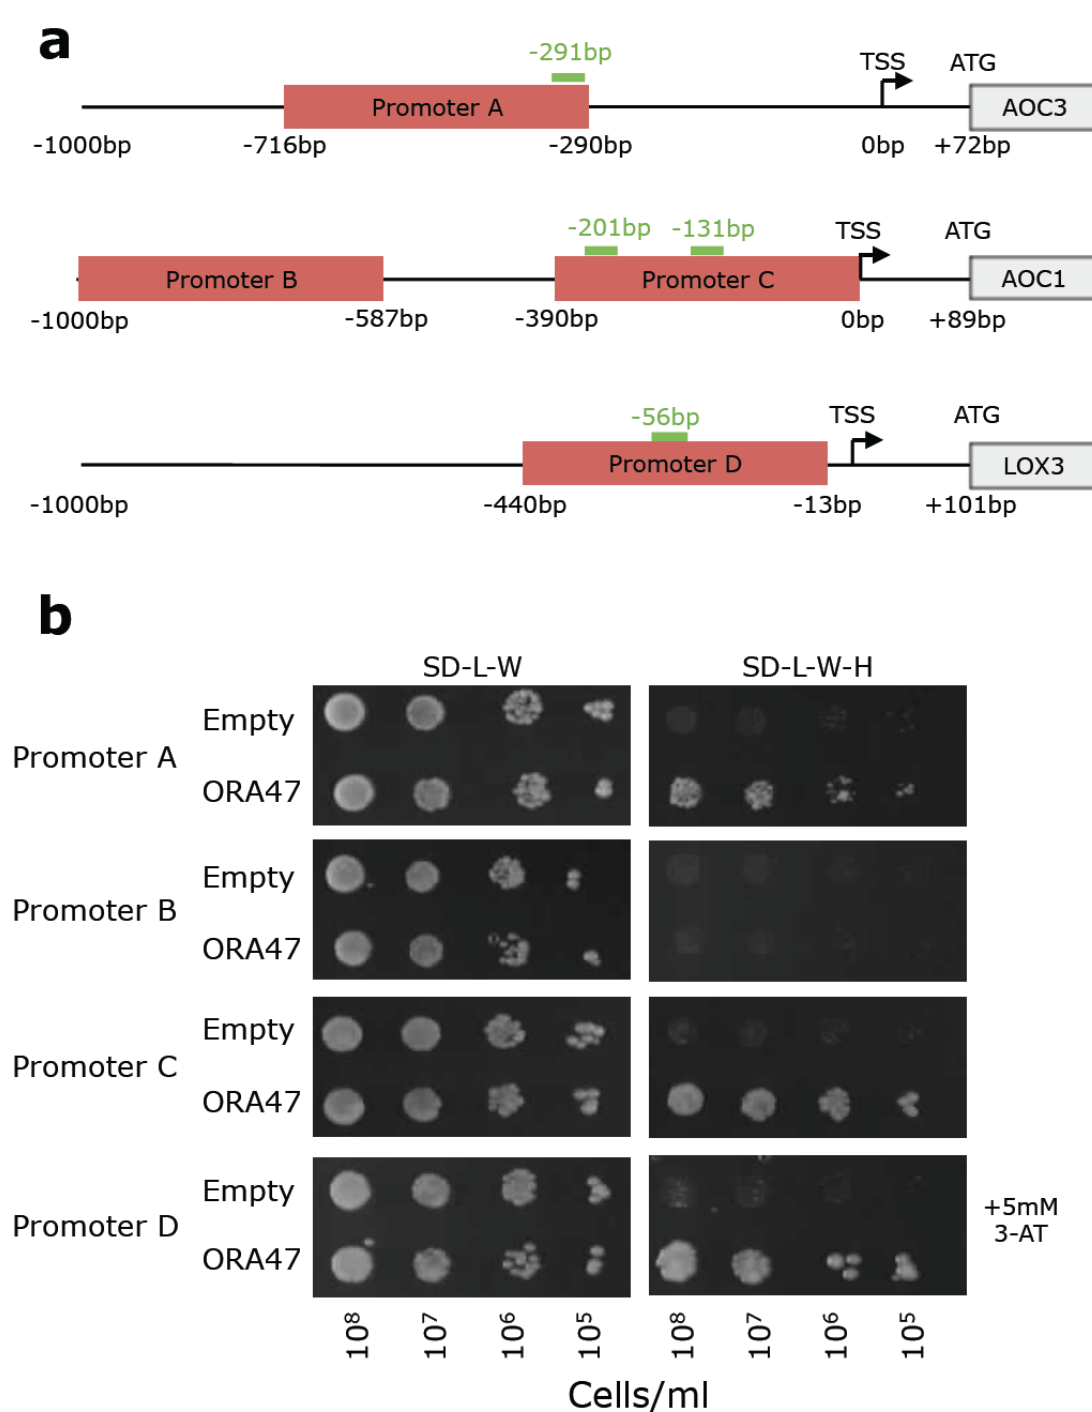 a
-291bp
TSS ATG
Promoter A AOC3
-1000bp -716bp -290bp 0bp +72bp
-201bp -131bp
TSS ATG
Promoter B Promoter C AOC1
-1000bp -587bp -390bp 0bp +89bp
-56bp
TSS ATG
Promoter D LOX3
-1000bp -440bp -13bp +101bp
b
SD-L-W SD-L-W-H
Promoter A
Empty
ORA47
Promoter B
Empty
ORA47
Promoter C
Empty
ORA47
Promoter D
Empty
ORA47
+5mM
3-AT
10⁸ 10⁷ 10⁶ 10⁵ 10⁸ 10⁷ 10⁶ 10⁵
Cells/ml